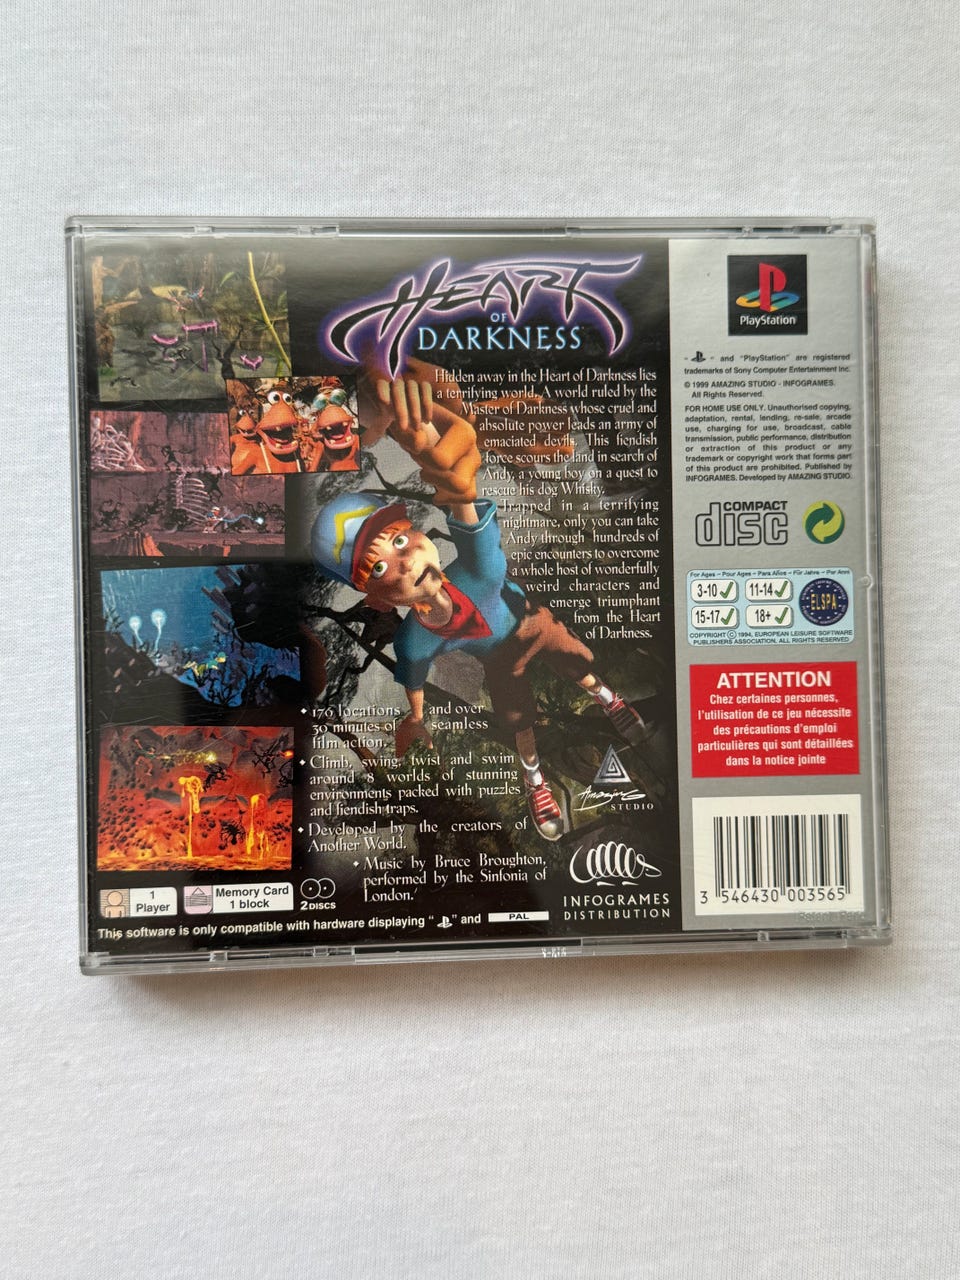 HEART
OF
DARKNESS
Hidden away in the Heart of Darkness lies
a terrifying world. A world ruled by the
Master of Darkness whose cruel and
absolute power leads an army of
emaciated devils. This fiendish
force scours the land in search of
Andy, a young boy on a quest to
rescue his dog Whisky.
Trapped in a terrifying
nightmare, only you can take
Andy through hundreds of
epic encounters to overcome
a whole host of wonderfully
weird characters and
emerge triumphant
from the Heart
of Darkness.
• 176 locations and over
30 minutes of seamless
film action.
• Climb, swing, twist and swim
around 8 worlds of stunning
environments packed with puzzles
and fiendish traps.
• Developed by the creators of
Another World.
• Music by Bruce Broughton,
performed by the Sinfonia of
London.
Amazing
STUDIO
INFOGRAMES
DISTRIBUTION
1
Player
Memory Card
1 block
2 DISCS
This software is only compatible with hardware displaying " " and PAL
PlayStation
" " and "PlayStation" are registered
trademarks of Sony Computer Entertainment Inc.
© 1999 AMAZING STUDIO - INFOGRAMES.
All Rights Reserved.
FOR HOME USE ONLY. Unauthorised copying,
adaptation, rental, lending, re-sale, arcade
use, charging for use, broadcast, cable
transmission, public performance, distribution
or extraction of this product or any
trademark or copyright work that forms part
of this product are prohibited. Published by
INFOGRAMES. Developed by AMAZING STUDIO.
COMPACT
disc
For Ages – Pour Ages – Para Años – Für Jahre – Per Anni
3-10 11-14
15-17 18+
ELSPA
COPYRIGHT © 1994, EUROPEAN LEISURE SOFTWARE
PUBLISHERS ASSOCIATION. ALL RIGHTS RESERVED
ATTENTION
Chez certaines personnes,
l'utilisation de ce jeu nécessite
des précautions d'emploi
particulières qui sont détaillées
dans la notice jointe
3 546430 003565